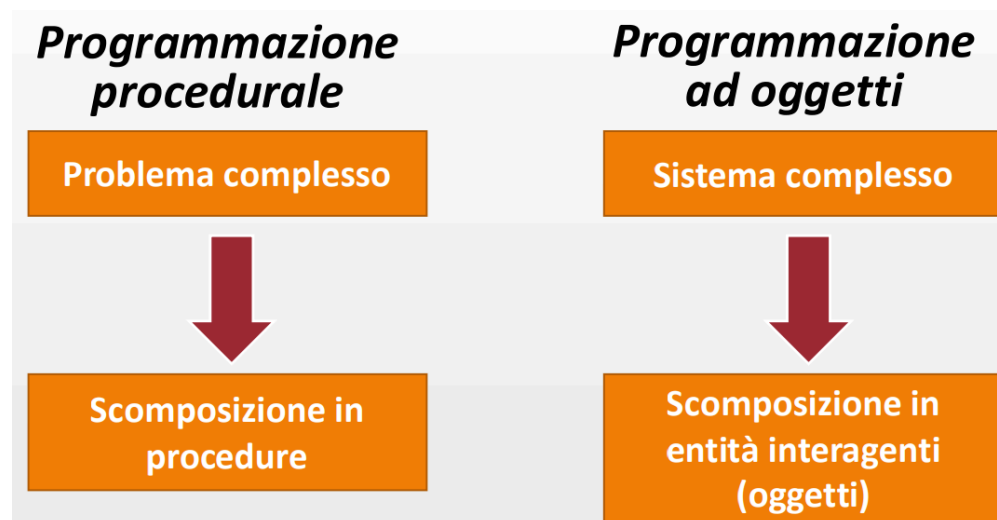 Programmazione
procedurale
Problema complesso
Scomposizione in
procedure
Programmazione
ad oggetti
Sistema complesso
Scomposizione in
entità interagenti
(oggetti)